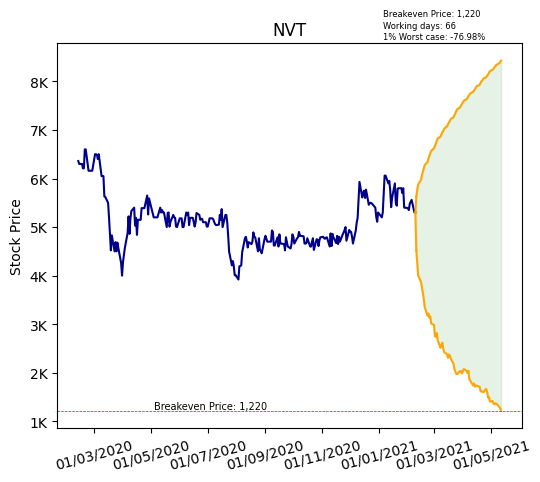 Breakeven Price: 1,220
Working days: 66
1% Worst case: -76.98%
NVT
Stock Price
8K
7K
6K
5K
4K
3K
2K
1K
Breakeven Price: 1,220
01/03/2020
01/05/2020
01/07/2020
01/09/2020
01/11/2020
01/01/2021
01/03/2021
01/05/2021